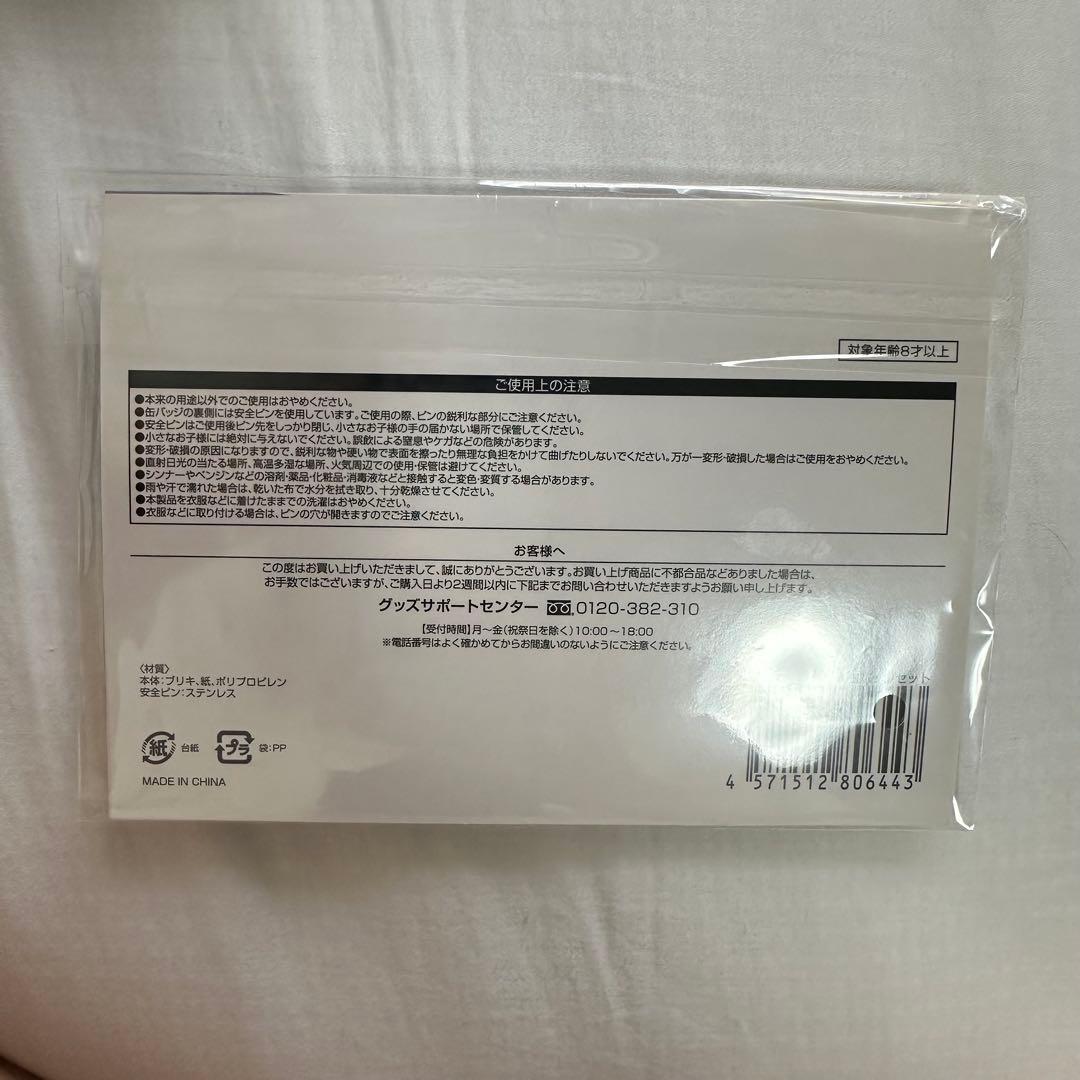 対象年齢8才以上
ご使用上の注意
●本来の用途以外でのご使用はおやめください。
●缶バッジの裏側には安全ピンを使用しています。ご使用の際、ピンの鋭利な部分にご注意ください。
●安全ピンはご使用後ピン先をしっかり閉じ、小さなお子様の手の届かない場所で保管してください。
●小さなお子様には絶対に与えないでください。誤飲による窒息やケガなどの危険があります。
●変形・破損の原因になりますので、鋭利な物や硬い物で表面を擦ったり無理な負担をかけて曲げたりしないでください。万が一変形・破損した場合はご使用をおやめください。
●直射日光の当たる場所、高温多湿な場所、火気周辺での使用・保管は避けてください。
●シンナーやベンジンなどの溶剤・薬品・化粧品・消毒液などと接触すると変色・変質する場合があります。
●雨や汗で濡れた場合は、乾いた布で水分を拭き取り、十分乾燥させてください。
●本製品を衣服などに着けたままでの洗濯はおやめください。
●衣服などに取り付ける場合は、ピンの穴が開きますのでご注意ください。
お客様へ
この度はお買い上げいただきまして、誠にありがとうございます。お買い上げ商品に不都合品などありました場合は、
お手数ではございますが、ご購入日より2週間以内に下記までお問い合わせいただきますようお願い申し上げます。
グッズサポートセンター 0120-382-310
【受付時間】月～金(祝祭日を除く)10:00～18:00
※電話番号はよく確かめてからお間違いのないようにご注意ください。
〈材質〉
本体:ブリキ、紙、ポリプロピレン
安全ピン:ステンレス
セット
紙 台紙 プラ 袋:PP
MADE IN CHINA
4 571512 806443